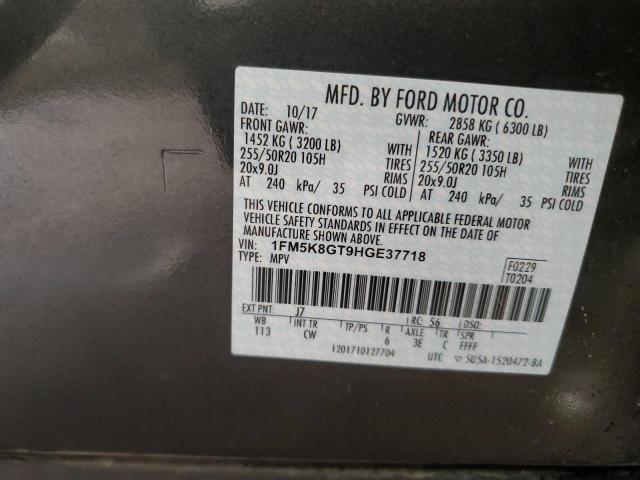 MFD. BY FORD MOTOR CO.
DATE: 10/17 GVWR: 2858 KG ( 6300 LB)
FRONT GAWR: REAR GAWR:
1452 KG ( 3200 LB) WITH 1520 KG ( 3350 LB) WITH
255/50R20 105H TIRES 255/50R20 105H TIRES
20x9.0J RIMS 20x9.0J RIMS
AT 240 kPa/ 35 PSI COLD AT 240 kPa/ 35 PSI COLD
THIS VEHICLE CONFORMS TO ALL APPLICABLE FEDERAL MOTOR
VEHICLE SAFETY STANDARDS IN EFFECT ON THE DATE OF
MANUFACTURE SHOWN ABOVE.
VIN: 1FM5K8GT9HGE37718
TYPE: MPV
F0229
T0204
EXT PNT: J7 RC: 56 DSO:
WB INT TR TP/PS R AXLE TR SPR
113 CW 6 3E C FFFF
1201710127704 UTC 5U5A-1520472-BA